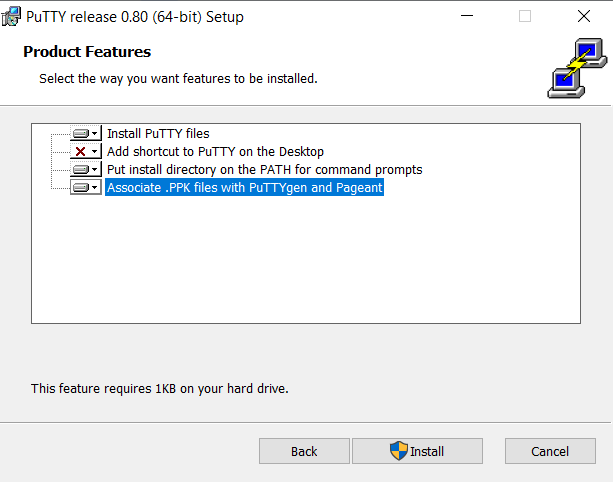 PuTTY release 0.80 (64-bit) Setup
Product Features
Select the way you want features to be installed.
Install PuTTY files
Add shortcut to PuTTY on the Desktop
Put install directory on the PATH for command prompts
Associate .PPK files with PuTTYgen and Pageant
This feature requires 1KB on your hard drive.
Back
Install
Cancel